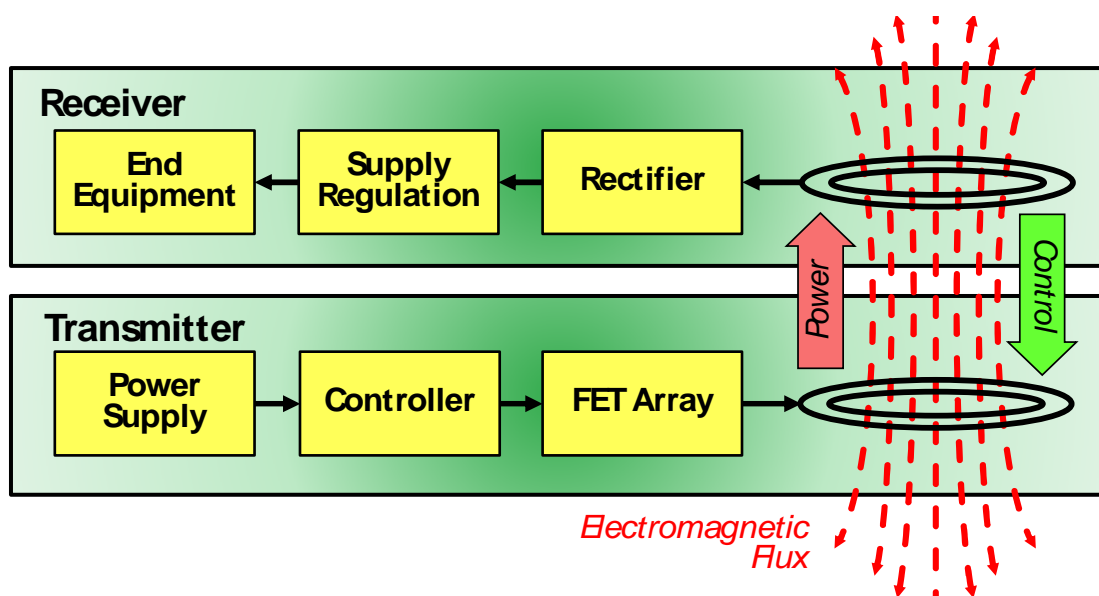 Receiver
End
Equipment
Supply
Regulation
Rectifier
Power
Control
Transmitter
Power
Supply
Controller
FET Array
Electromagnetic
Flux